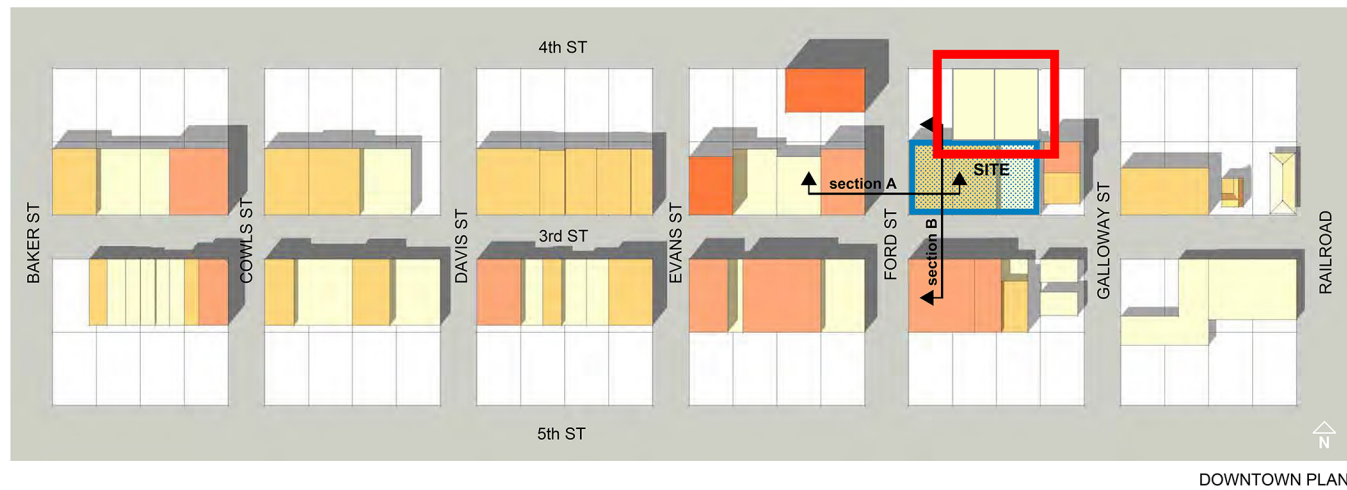 4th ST
section A
SITE
section B
3rd ST
BAKER ST
COWLS ST
DAVIS ST
EVANS ST
FORD ST
GALLOWAY ST
RAILROAD
5th ST
N
DOWNTOWN PLAN